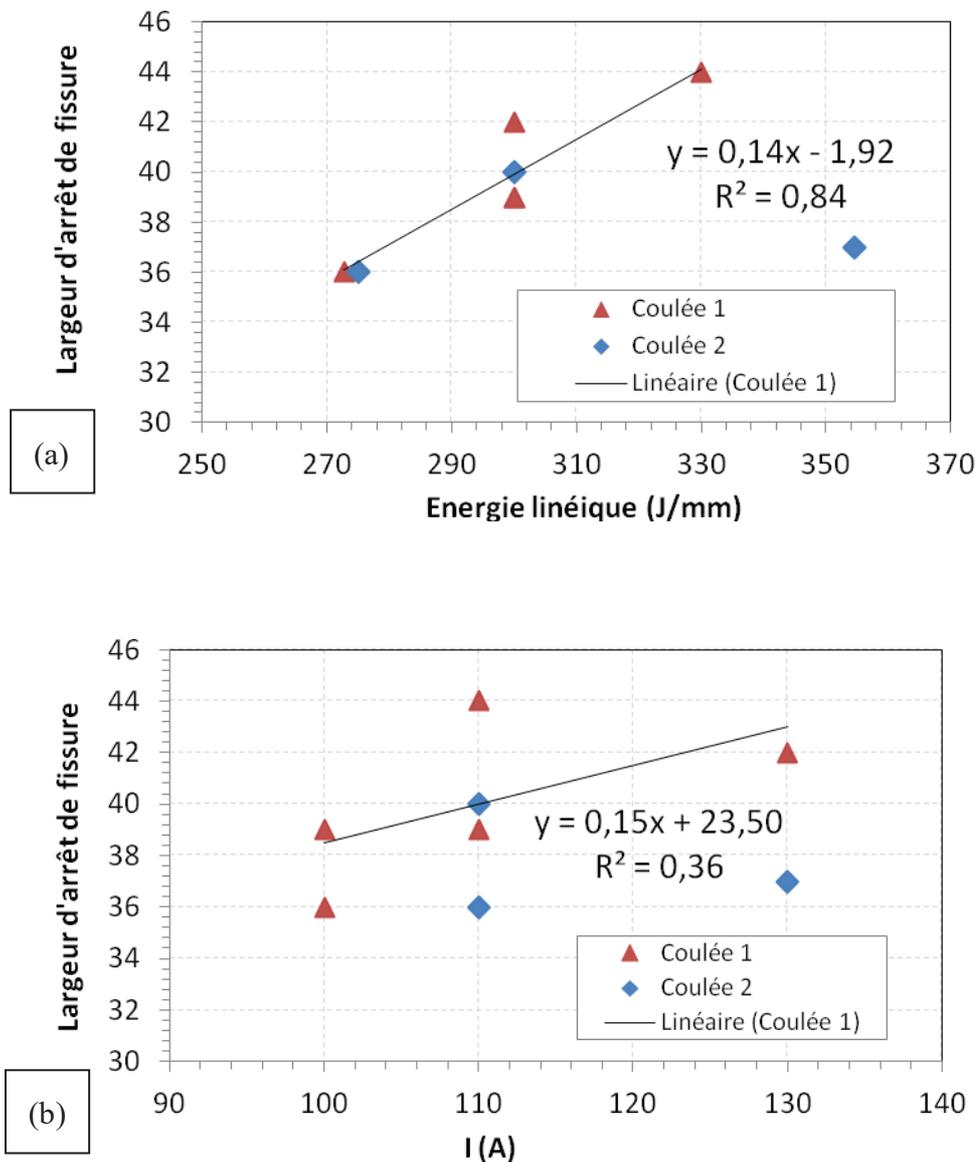 46
44
42
40
38
36
34
32
30
Largeur d'arrêt de fissure
y = 0,14x - 1,92
R² = 0,84
Coulée 1
Coulée 2
Linéaire (Coulée 1)
(a)
250 270 290 310 330 350 370
Energie linéique (J/mm)
46
44
42
40
38
36
34
32
30
Largeur d'arrêt de fissure
y = 0,15x + 23,50
R² = 0,36
Coulée 1
Coulée 2
Linéaire (Coulée 1)
(b)
90 100 110 120 130 140
I (A)